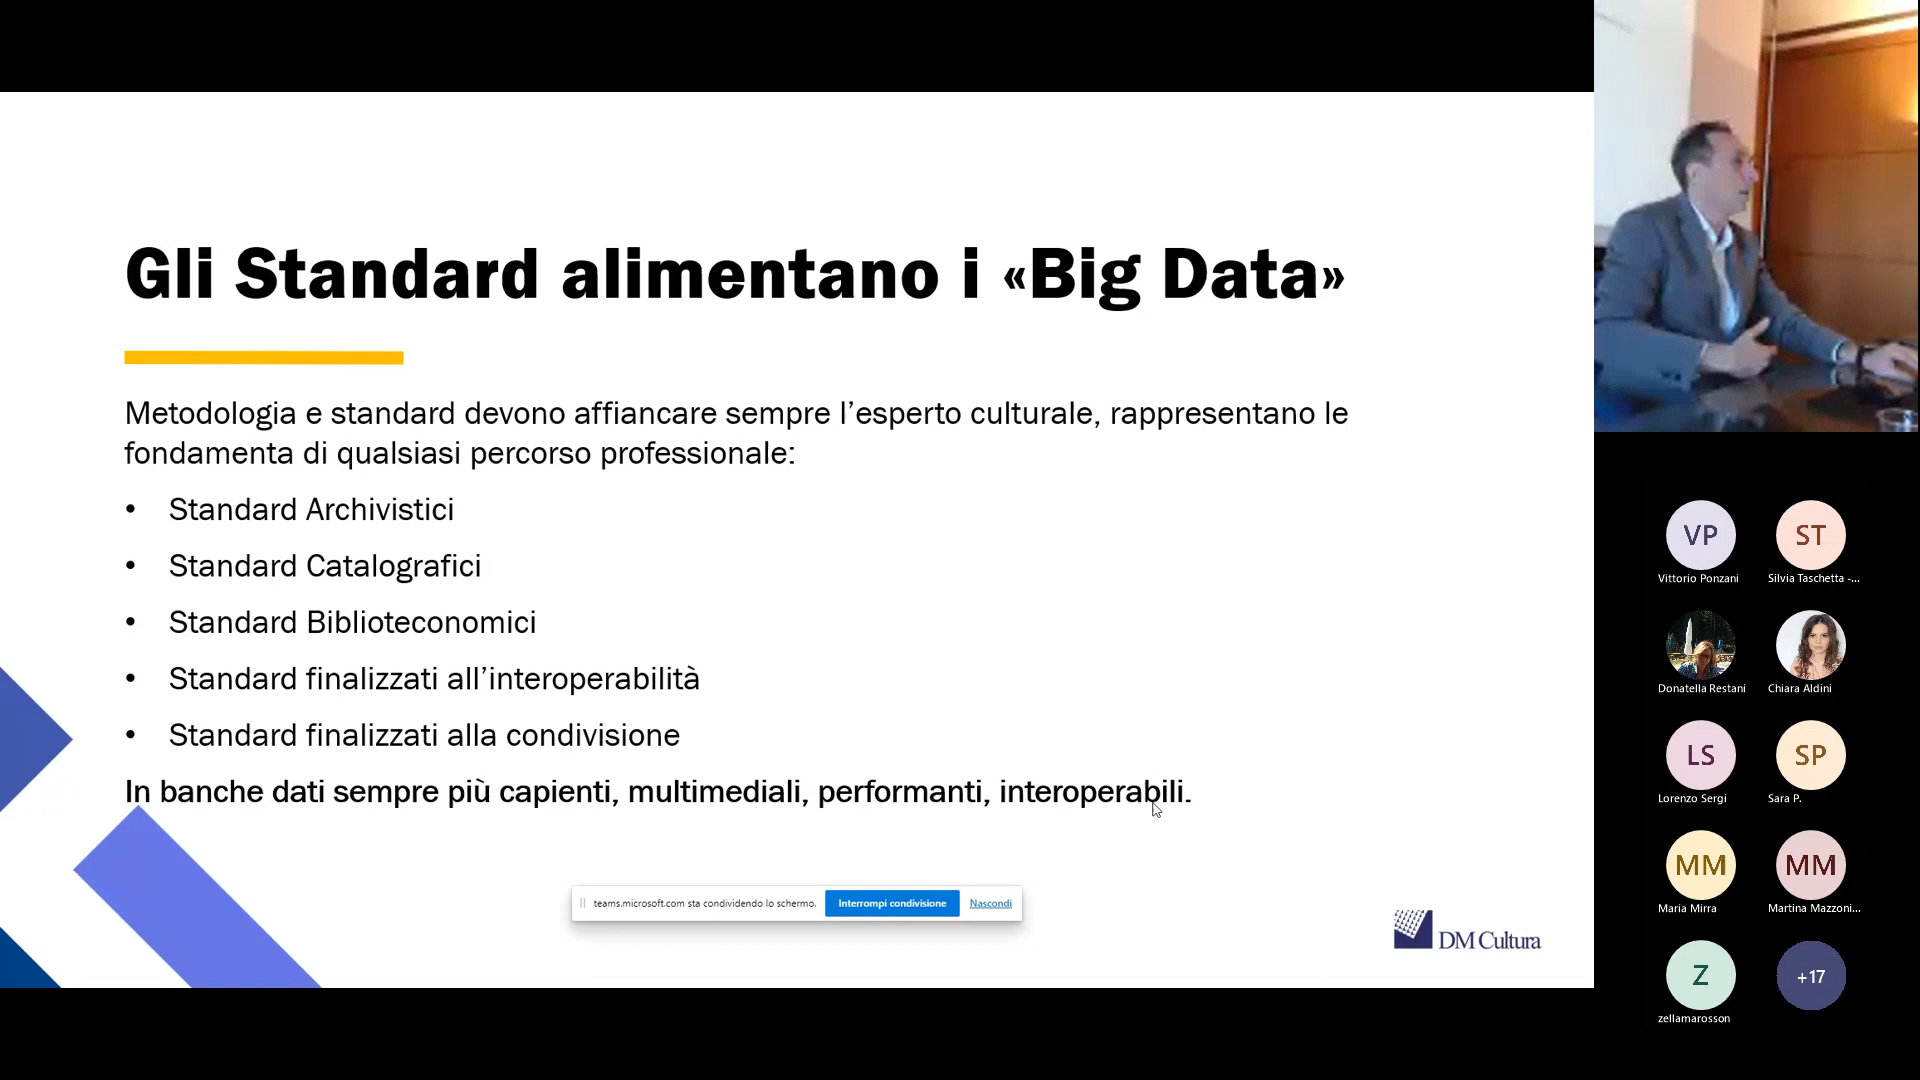 Gli Standard alimentano i «Big Data»
Metodologia e standard devono affiancare sempre l’esperto culturale, rappresentano le
fondamenta di qualsiasi percorso professionale:
• Standard Archivistici
• Standard Catalografici
• Standard Biblioteconomici
• Standard finalizzati all’interoperabilità
• Standard finalizzati alla condivisione
In banche dati sempre più capienti, multimediali, performanti, interoperabili.
teams.microsoft.com sta condividendo lo schermo. Interrompi condivisione Nascondi
DM Cultura
VP ST
Vittorio Ponzani Silvia Taschetta -...
Donatella Restani Chiara Aldini
LS SP
Lorenzo Sergi Sara P.
MM MM
Maria Mirra Martina Mazzoni...
Z +17
zellamarosson